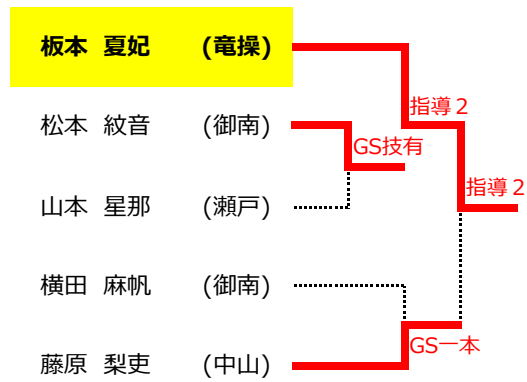 板本 夏妃 (竜操)
指導２
松本 紋音 (御南)
GS技有
指導２
山本 星那 (瀬戸)
横田 麻帆 (御南)
GS一本
藤原 梨吏 (中山)